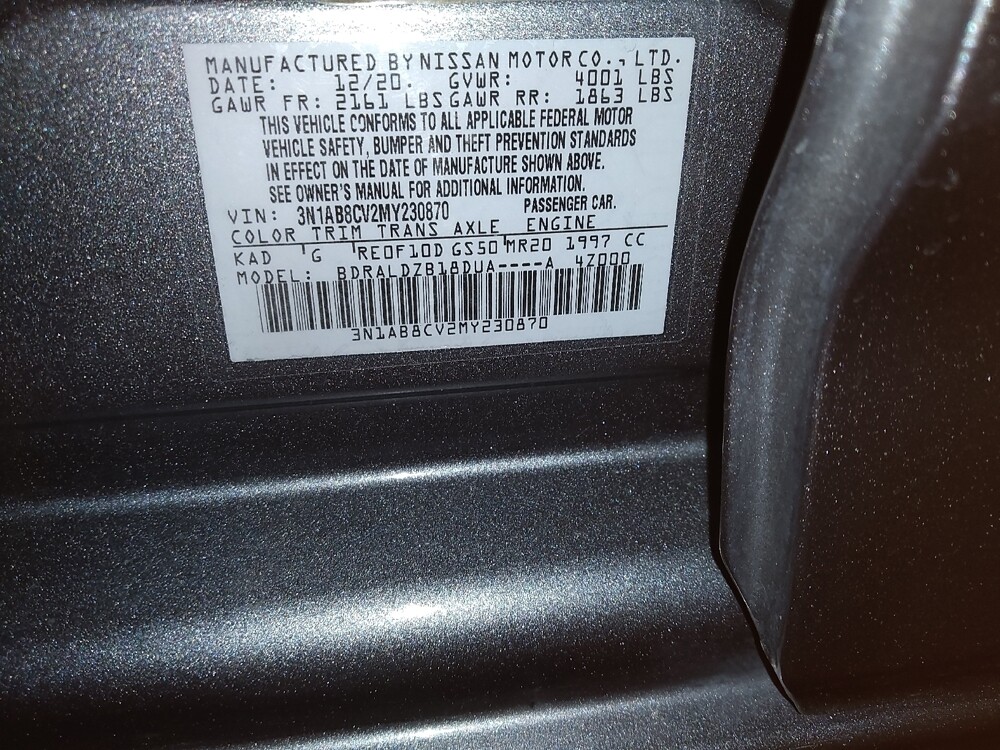 MANUFACTURED BY NISSAN MOTOR CO., LTD.
DATE: 12/20. GVWR: 4001 LBS
GAWR FR: 2161 LBS GAWR RR: 1863 LBS
THIS VEHICLE CONFORMS TO ALL APPLICABLE FEDERAL MOTOR
VEHICLE SAFETY, BUMPER AND THEFT PREVENTION STANDARDS
IN EFFECT ON THE DATE OF MANUFACTURE SHOWN ABOVE.
SEE OWNER'S MANUAL FOR ADDITIONAL INFORMATION.
VIN: 3N1AB8CV2MY230870 PASSENGER CAR.
COLOR TRIM TRANS AXLE ENGINE
KAD G RE0F10D GS50 MR20 1997 CC
MODEL: BDRALDZB18DUA----A 4Z000
3N1AB8CV2MY230870